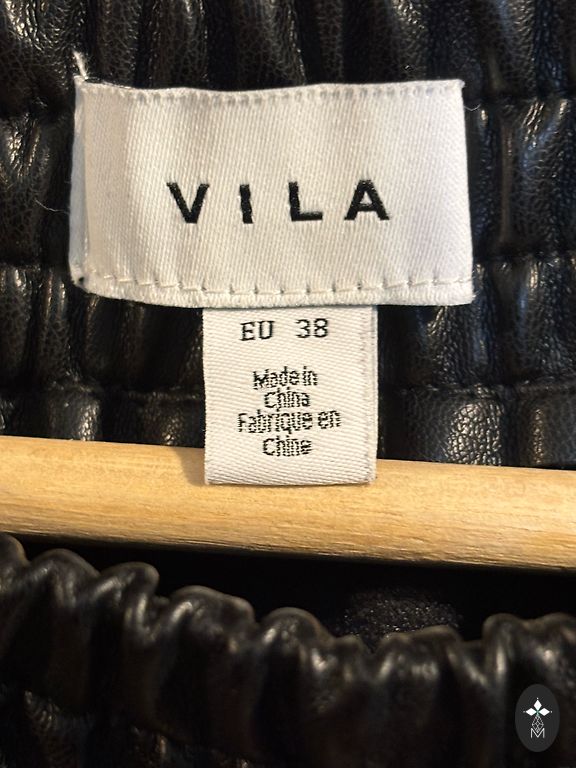 VILA
EU 38
Made in
China
Fabriqué en
Chine
M